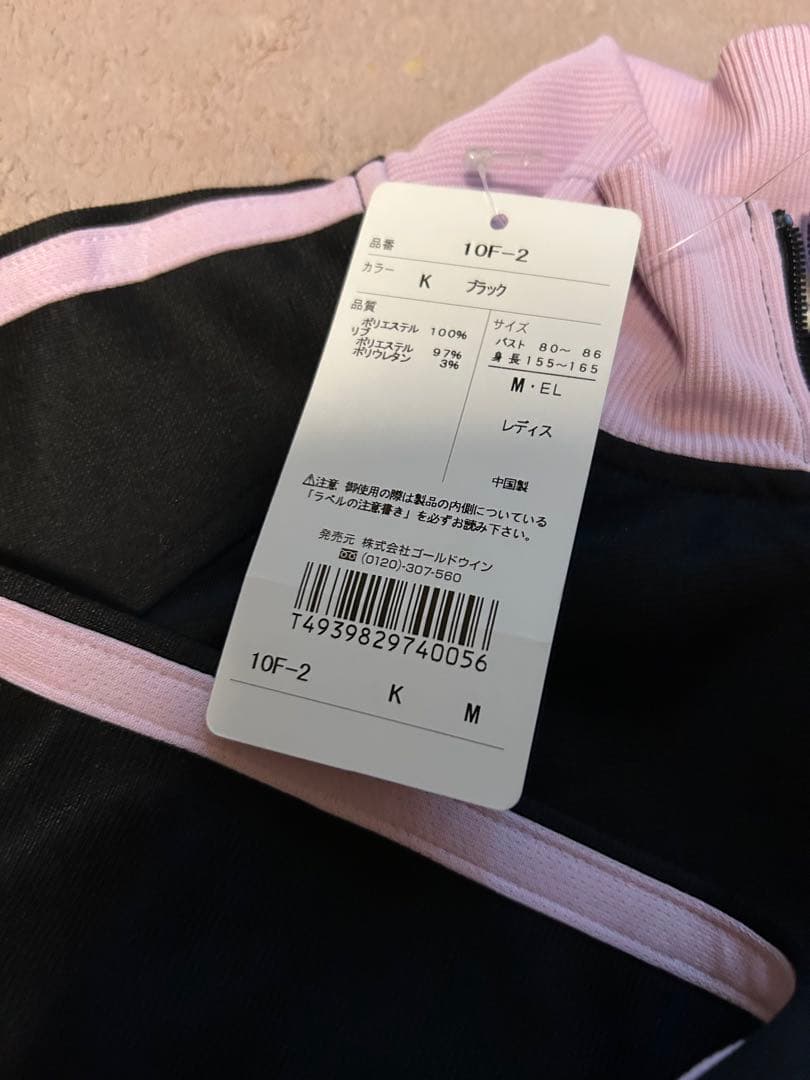 品番 10F-2
カラー K ブラック
品質
ポリエステル 100%
リブ
ポリエステル 97%
ポリウレタン 3%
サイズ
バスト 80〜 86
身長155〜165
M・EL
レディス
中国製
⚠注意 御使用の際は製品の内側についている
「ラベルの注意書き」を必ずお読み下さい。
発売元 株式会社ゴールドウイン
(0120)-307-560
T4939829740056
10F-2 K M